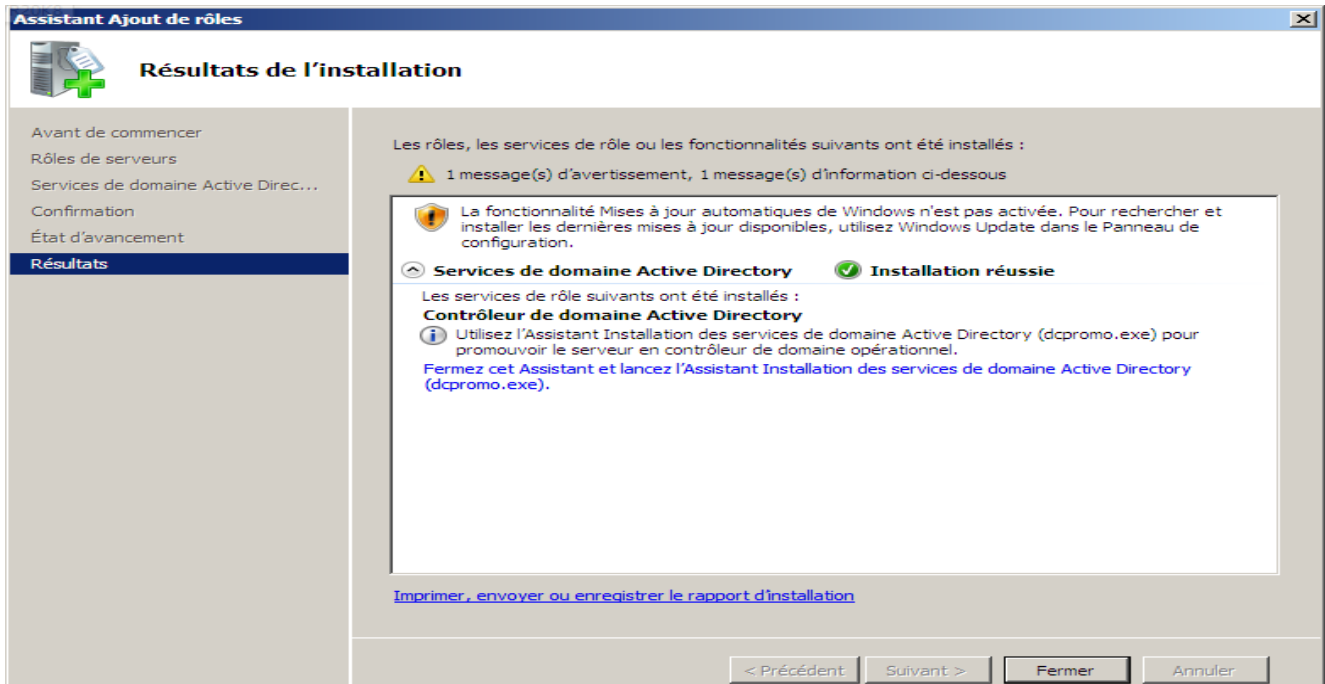 Assistant Ajout de rôles
Résultats de l'installation
Avant de commencer
Rôles de serveurs
Services de domaine Active Direc...
Confirmation
État d'avancement
Résultats
Les rôles, les services de rôle ou les fonctionnalités suivants ont été installés :
1 message(s) d'avertissement, 1 message(s) d'information ci-dessous
La fonctionnalité Mises à jour automatiques de Windows n'est pas activée. Pour rechercher et
installer les dernières mises à jour disponibles, utilisez Windows Update dans le Panneau de
configuration.
Services de domaine Active Directory Installation réussie
Les services de rôle suivants ont été installés :
Contrôleur de domaine Active Directory
Utilisez l'Assistant Installation des services de domaine Active Directory (dcpromo.exe) pour
promouvoir le serveur en contrôleur de domaine opérationnel.
Fermez cet Assistant et lancez l'Assistant Installation des services de domaine Active Directory
(dcpromo.exe).
Imprimer, envoyer ou enregistrer le rapport d'installation
< Précédent Suivant > Fermer Annuler